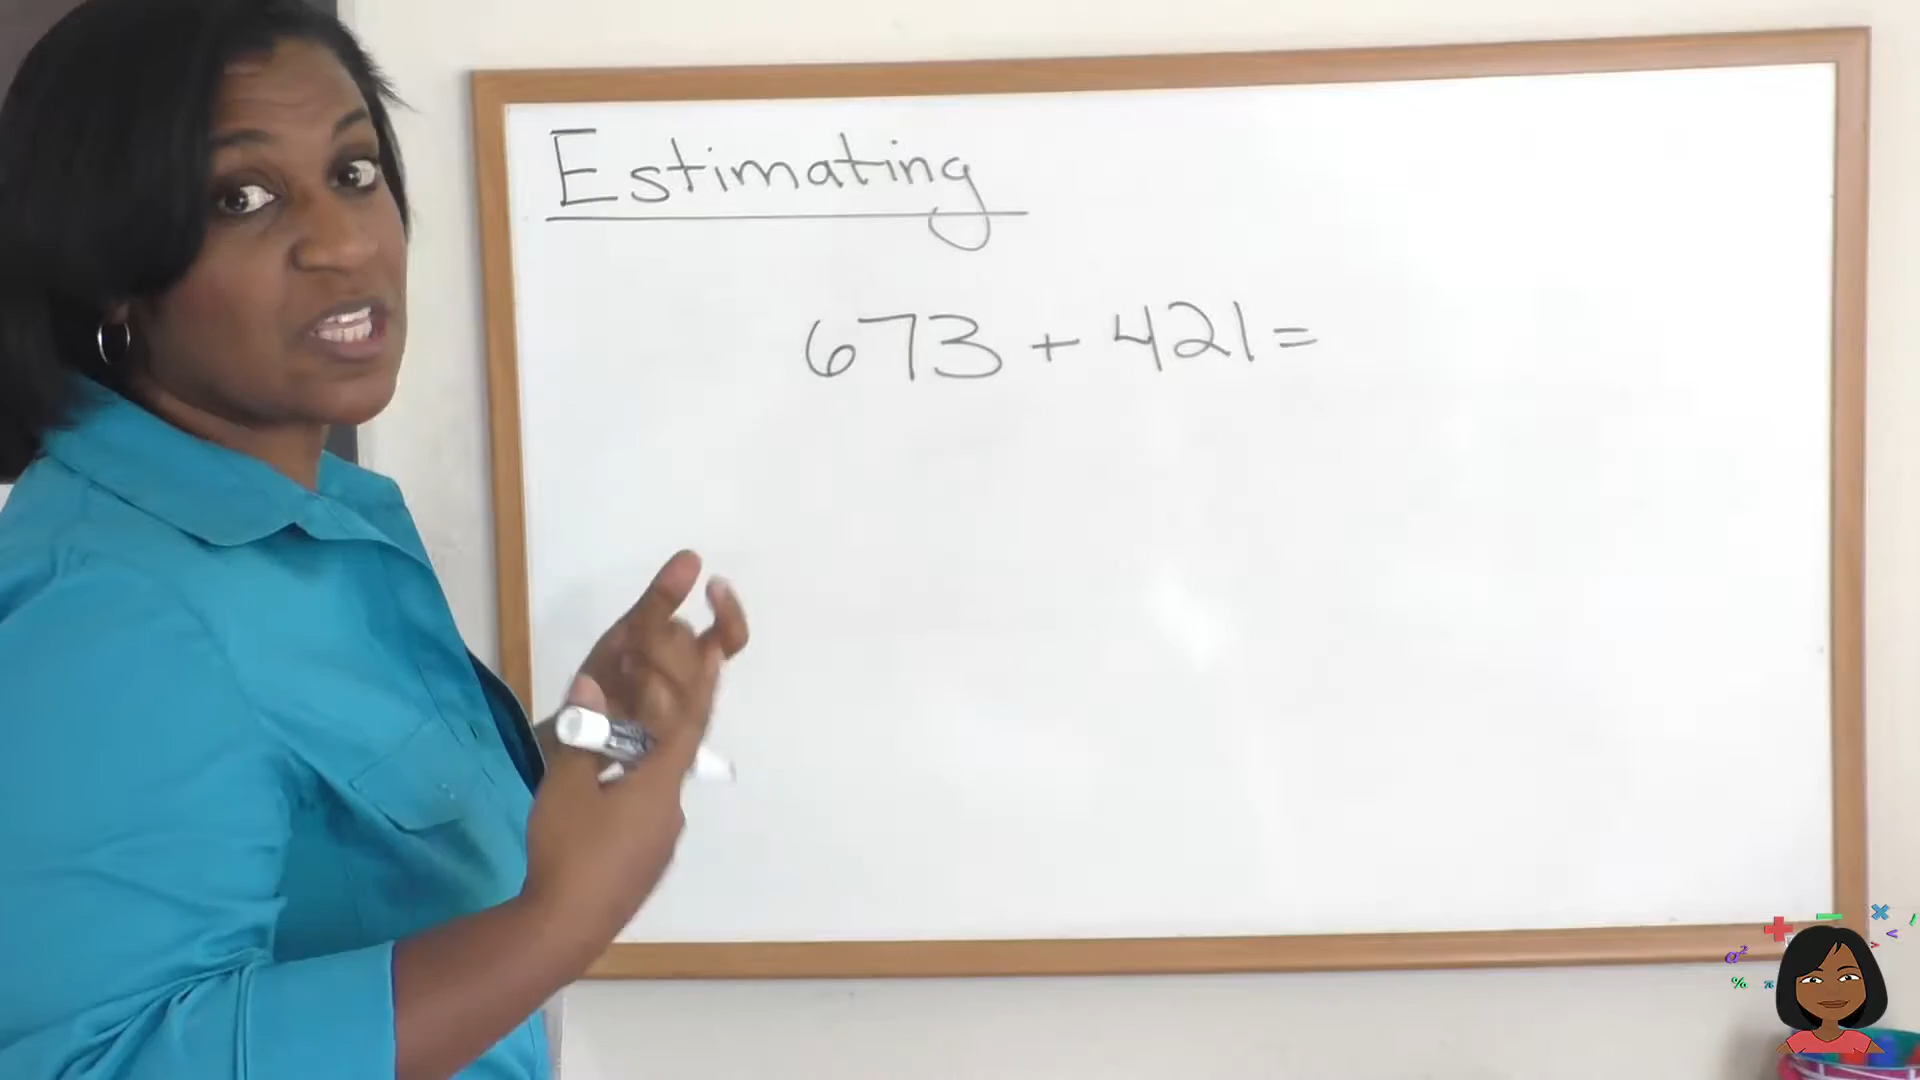 Estimating
673 + 421 =